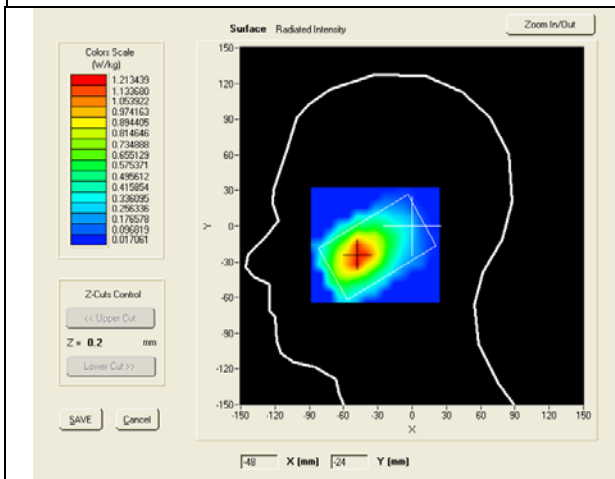 Surface Radiated Intensity
Zoom In/Out
Colors Scale
(W/kg)
1.213439
1.133680
1.053922
0.974163
0.894405
0.814646
0.734888
0.655129
0.575371
0.495612
0.415854
0.336095
0.256336
0.176578
0.096819
0.017061
150
120
90
60
30
0
-30
-60
-90
-120
-150
Y
-150 -120 -90 -60 -30 0 30 60 90 120 150
X
Z-Cuts Control
<< Upper Cut
Z = 0.2 mm
Lower Cut >>
SAVE Cancel
-48 X (mm) -24 Y (mm)